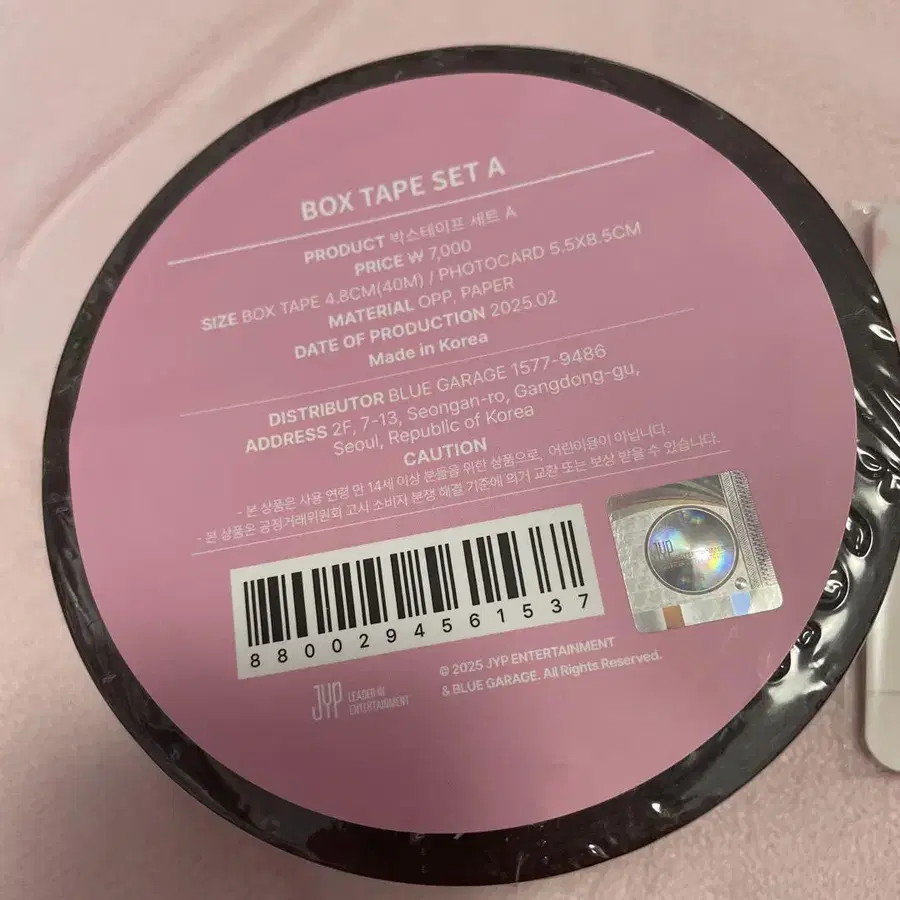 BOX TAPE SET A
PRODUCT 박스테이프 세트 A
PRICE ₩ 7,000
SIZE BOX TAPE 4.8CM(40M) / PHOTOCARD 5.5X8.5CM
MATERIAL OPP, PAPER
DATE OF PRODUCTION 2025.02
Made in Korea
DISTRIBUTOR BLUE GARAGE 1577-9486
ADDRESS 2F, 7-13, Seongan-ro, Gangdong-gu,
Seoul, Republic of Korea
CAUTION
- 본 상품은 사용 연령 만 14세 이상 분들을 위한 상품으로, 어린이용이 아닙니다.
- 본 상품은 공정거래위원회 고시 소비자 분쟁 해결 기준에 의거 교환 또는 보상 받을 수 있습니다.
JYP
8800294561537
JYP LEADER IN
ENTERTAINMENT
© 2025 JYP ENTERTAINMENT
& BLUE GARAGE. All Rights Reserved.